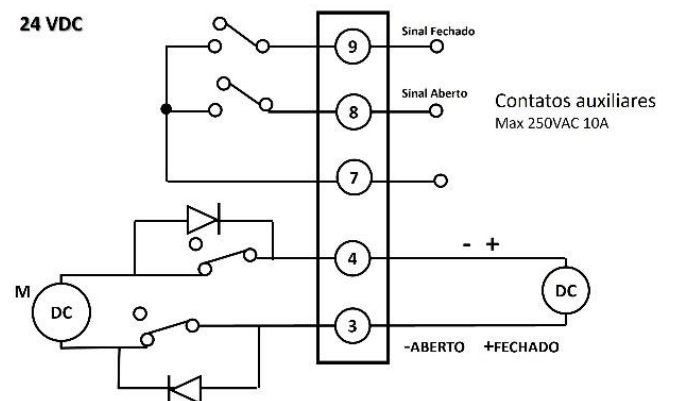 24 VDC
9
Sinal Fechado
8
Sinal Aberto
Contatos auxiliares
Max 250VAC 10A
7
4
- +
M
DC
DC
3
-ABERTO +FECHADO